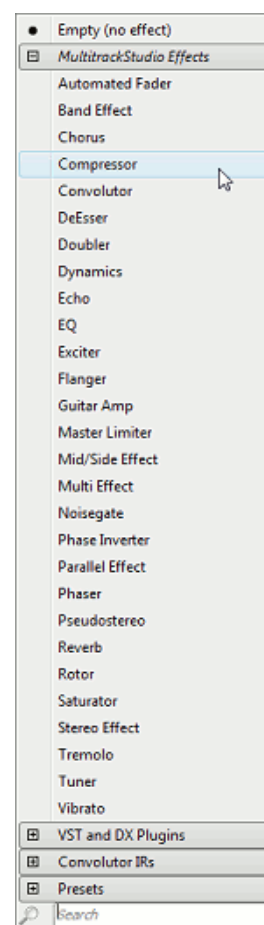 Empty (no effect)
MultitrackStudio Effects
Automated Fader
Band Effect
Chorus
Compressor
Convolutor
DeEsser
Doubler
Dynamics
Echo
EQ
Exciter
Flanger
Guitar Amp
Master Limiter
Mid/Side Effect
Multi Effect
Noisegate
Phase Inverter
Parallel Effect
Phaser
Pseudostereo
Reverb
Rotor
Saturator
Stereo Effect
Tremolo
Tuner
Vibrato
VST and DX Plugins
Convolutor IRs
Presets
Search